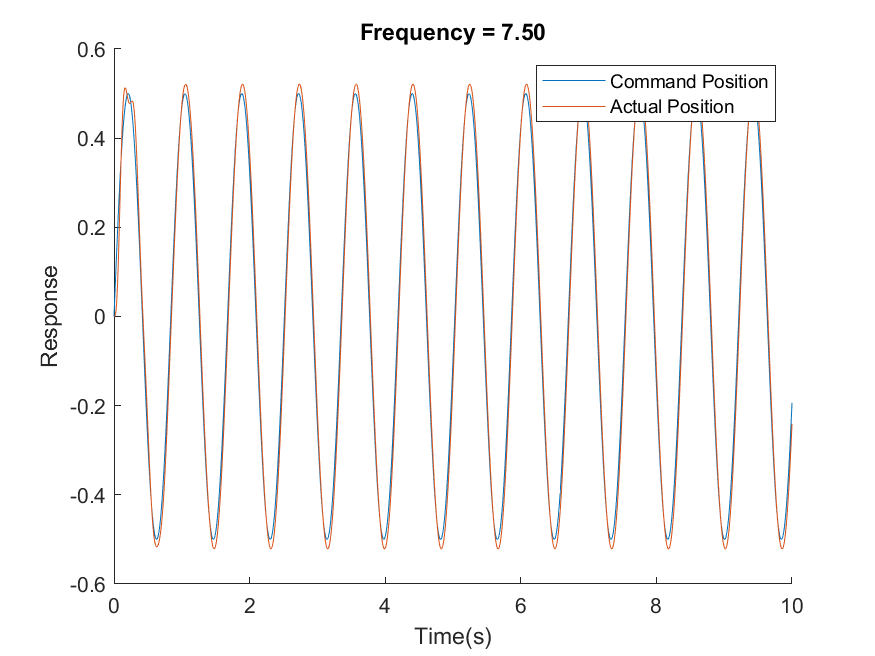 Frequency = 7.50
Command Position
Actual Position
0.6
0.4
0.2
0
-0.2
-0.4
-0.6
Response
0
2
4
6
8
10
Time(s)